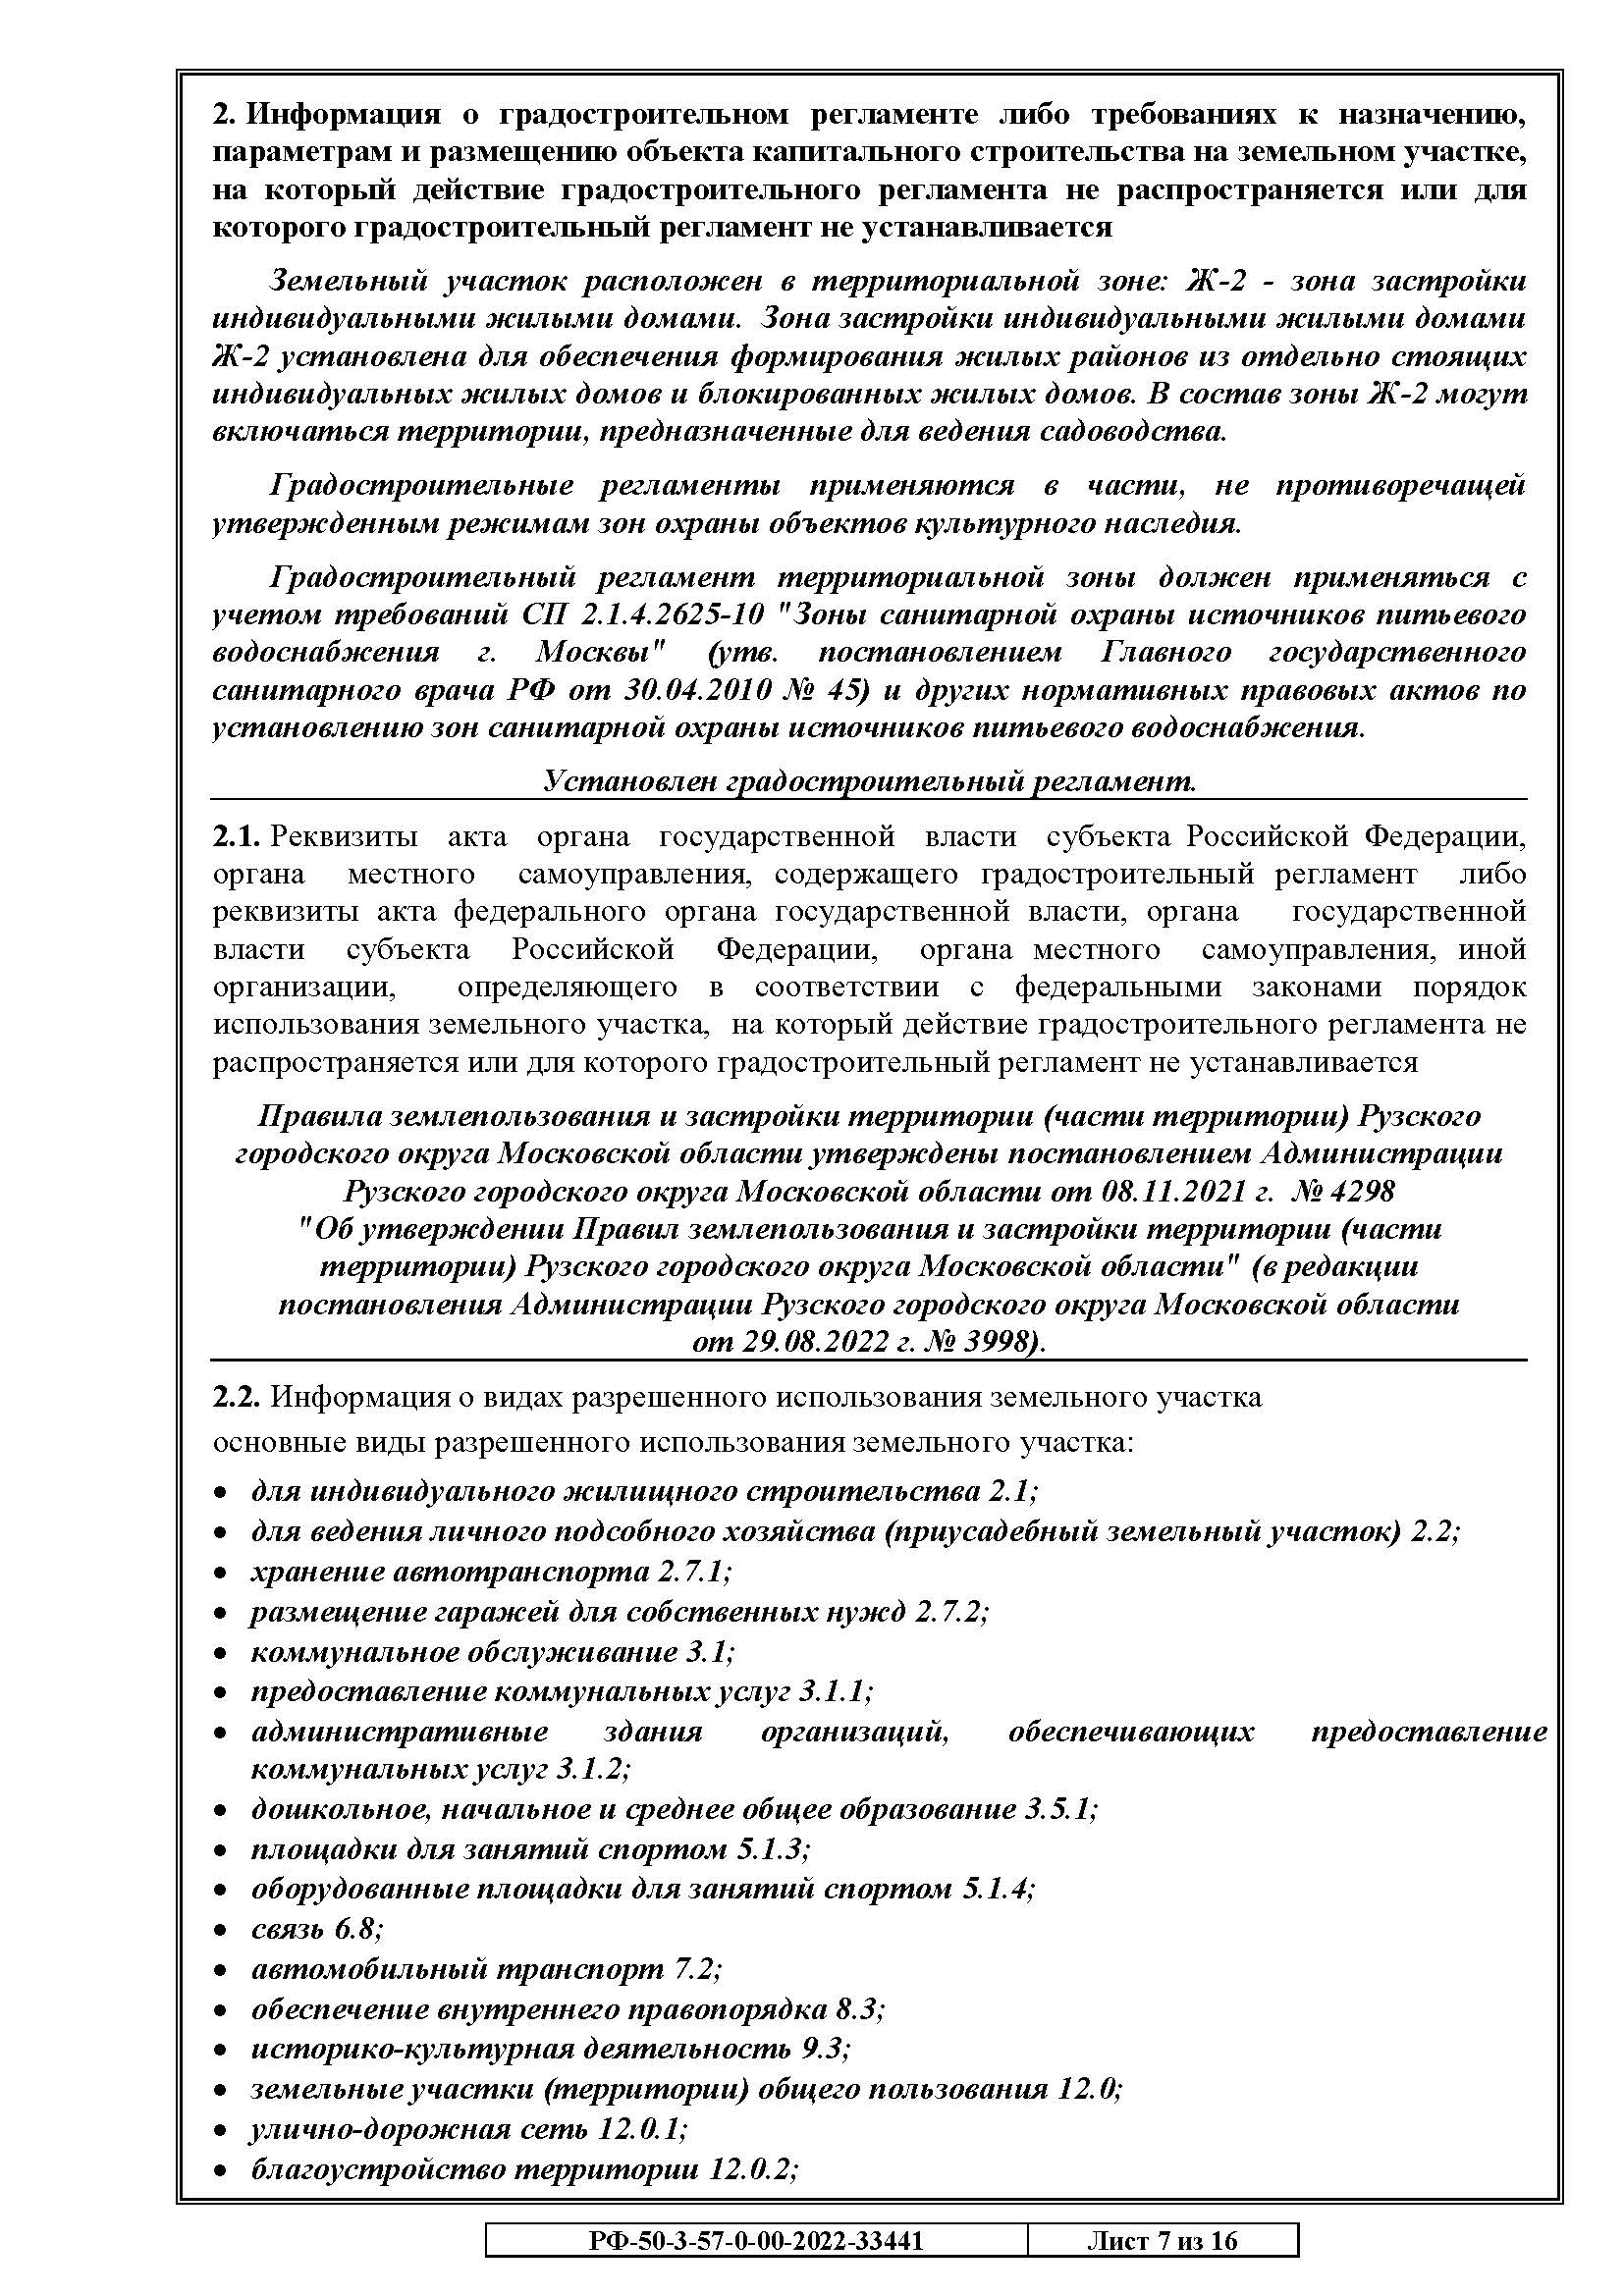 2. Информация о градостроительном регламенте либо требованиях к назначению,
параметрам и размещению объекта капитального строительства на земельном участке,
на который действие градостроительного регламента не распространяется или для
которого градостроительный регламент не устанавливается
Земельный участок расположен в территориальной зоне: Ж-2 - зона застройки
индивидуальными жилыми домами. Зона застройки индивидуальными жилыми домами
Ж-2 установлена для обеспечения формирования жилых районов из отдельно стоящих
индивидуальных жилых домов и блокированных жилых домов. В состав зоны Ж-2 могут
включаться территории, предназначенные для ведения садоводства.
Градостроительные регламенты применяются в части, не противоречащей
утвержденным режимам зон охраны объектов культурного наследия.
Градостроительный регламент территориальной зоны должен применяться с
учетом требований СП 2.1.4.2625-10 "Зоны санитарной охраны источников питьевого
водоснабжения г. Москвы" (утв. постановлением Главного государственного
санитарного врача РФ от 30.04.2010 № 45) и других нормативных правовых актов по
установлению зон санитарной охраны источников питьевого водоснабжения.
Установлен градостроительный регламент.
2.1. Реквизиты акта органа государственной власти субъекта Российской Федерации,
органа местного самоуправления, содержащего градостроительный регламент либо
реквизиты акта федерального органа государственной власти, органа государственной
власти субъекта Российской Федерации, органа местного самоуправления, иной
организации, определяющего в соответствии с федеральными законами порядок
использования земельного участка, на который действие градостроительного регламента не
распространяется или для которого градостроительный регламент не устанавливается
Правила землепользования и застройки территории (части территории) Рузского
городского округа Московской области утверждены постановлением Администрации
Рузского городского округа Московской области от 08.11.2021 г. № 4298
"Об утверждении Правил землепользования и застройки территории (части
территории) Рузского городского округа Московской области" (в редакции
постановления Администрации Рузского городского округа Московской области
от 29.08.2022 г. № 3998).
2.2. Информация о видах разрешенного использования земельного участка
основные виды разрешенного использования земельного участка:
• для индивидуального жилищного строительства 2.1;
• для ведения личного подсобного хозяйства (приусадебный земельный участок) 2.2;
• хранение автотранспорта 2.7.1;
• размещение гаражей для собственных нужд 2.7.2;
• коммунальное обслуживание 3.1;
• предоставление коммунальных услуг 3.1.1;
• административные здания организаций, обеспечивающих предоставление
коммунальных услуг 3.1.2;
• дошкольное, начальное и среднее общее образование 3.5.1;
• площадки для занятий спортом 5.1.3;
• оборудованные площадки для занятий спортом 5.1.4;
• связь 6.8;
• автомобильный транспорт 7.2;
• обеспечение внутреннего правопорядка 8.3;
• историко-культурная деятельность 9.3;
• земельные участки (территории) общего пользования 12.0;
• улично-дорожная сеть 12.0.1;
• благоустройство территории 12.0.2;
РФ-50-3-57-0-00-2022-33441 Лист 7 из 16